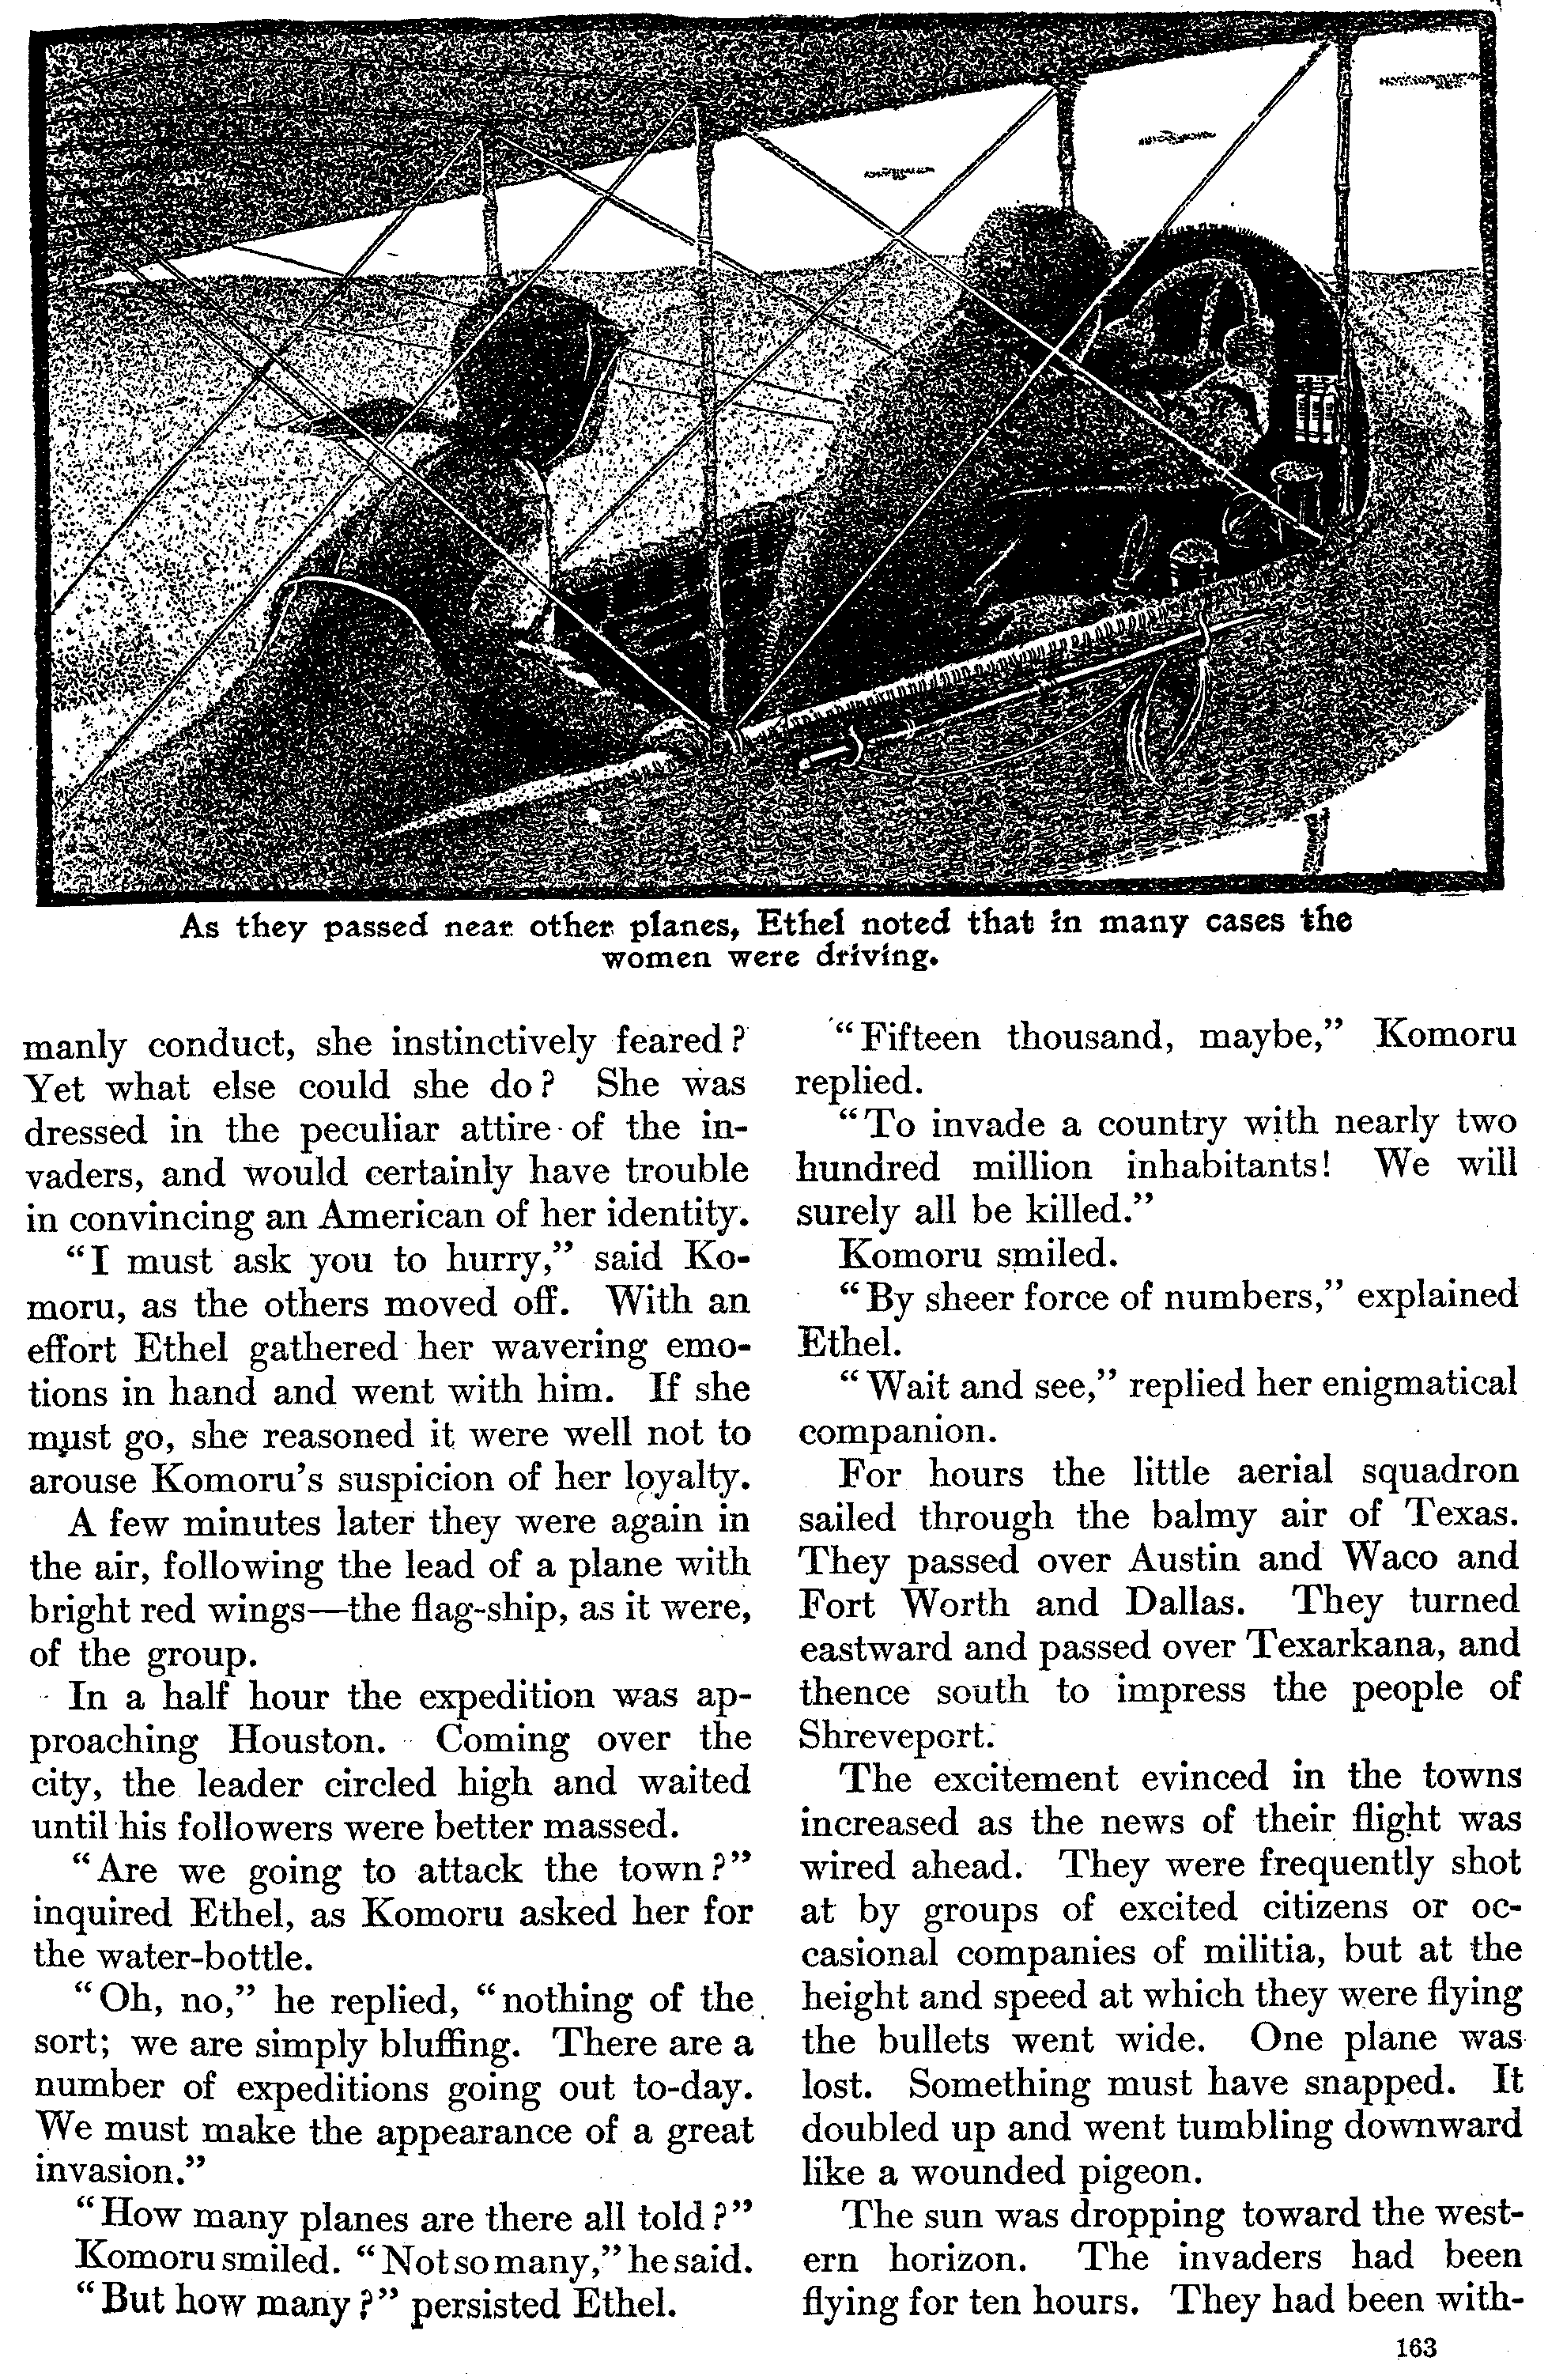 As they passed near other planes, Ethel noted that in many cases the
women were driving.
manly conduct, she instinctively feared?
Yet what else could she do? She was
dressed in the peculiar attire of the in-
vaders, and would certainly have trouble
in convincing an American of her identity.
"I must ask you to hurry," said Ko-
moru, as the others moved off. With an
effort Ethel gathered her wavering emo-
tions in hand and went with him. If she
must go, she reasoned it were well not to
arouse Komoru's suspicion of her loyalty.
A few minutes later they were again in
the air, following the lead of a plane with
bright red wings—the flag-ship, as it were,
of the group.
In a half hour the expedition was ap-
proaching Houston. Coming over the
city, the leader circled high and waited
until his followers were better massed.
"Are we going to attack the town?"
inquired Ethel, as Komoru asked her for
the water-bottle.
"Oh, no," he replied, "nothing of the
sort; we are simply bluffing. There are a
number of expeditions going out to-day.
We must make the appearance of a great
invasion."
"How many planes are there all told?"
Komoru smiled. "Not so many," he said.
"But how many?" persisted Ethel.
"Fifteen thousand, maybe," Komoru
replied.
"To invade a country with nearly two
hundred million inhabitants! We will
surely all be killed."
Komoru smiled.
"By sheer force of numbers," explained
Ethel.
"Wait and see," replied her enigmatical
companion.
For hours the little aerial squadron
sailed through the balmy air of Texas.
They passed over Austin and Waco and
Fort Worth and Dallas. They turned
eastward and passed over Texarkana, and
thence south to impress the people of
Shreveport.
The excitement evinced in the towns
increased as the news of their flight was
wired ahead. They were frequently shot
at by groups of excited citizens or oc-
casional companies of militia, but at the
height and speed at which they were flying
the bullets went wide. One plane was
lost. Something must have snapped. It
doubled up and went tumbling downward
like a wounded pigeon.
The sun was dropping toward the west-
ern horizon. The invaders had been
flying for ten hours. They had been with-
163